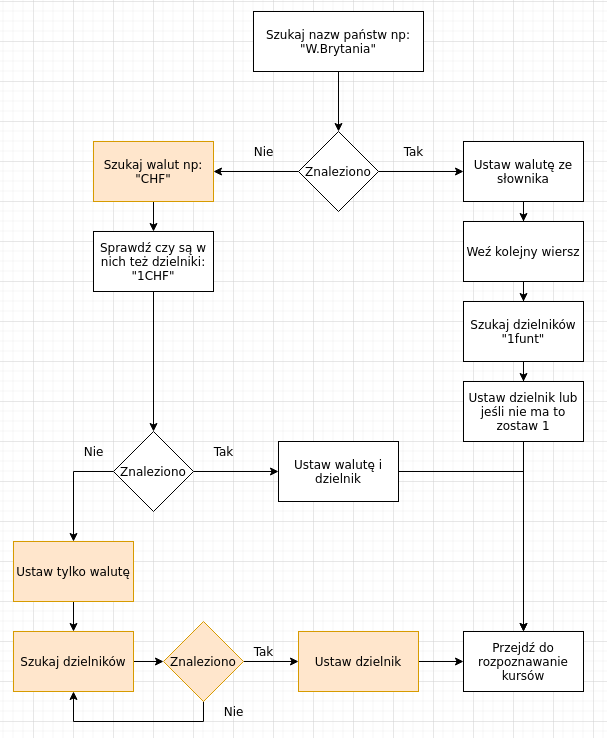 Szukaj nazw państw np:
"W.Brytania"
Nie
Tak
Szukaj walut np:
"CHF"
Znaleziono
Ustaw walutę ze
słownika
Sprawdź czy są w
nich też dzielniki:
"1CHF"
Weź kolejny wiersz
Szukaj dzielników
"1funt"
Ustaw dzielnik lub
jeśli nie ma to
zostaw 1
Nie
Tak
Znaleziono
Ustaw walutę i
dzielnik
Ustaw tylko walutę
Szukaj dzielników
Znaleziono
Tak
Ustaw dzielnik
Przejdź do
rozpoznawanie
kursów
Nie